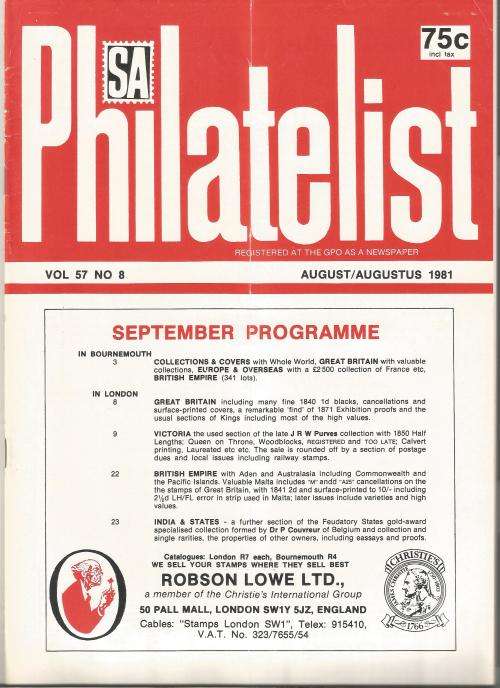 SA
Philatelist
75c
incl tax
REGISTERED AT THE GPO AS A NEWSPAPER
VOL 57 NO 8 AUGUST/AUGUSTUS 1981
SEPTEMBER PROGRAMME
IN BOURNEMOUTH
3 COLLECTIONS & COVERS with Whole World, GREAT BRITAIN with valuable
collections, EUROPE & OVERSEAS with a £2500 collection of France etc,
BRITISH EMPIRE (341 lots).
IN LONDON
8 GREAT BRITAIN including many fine 1840 1d blacks, cancellations and
surface-printed covers, a remarkable 'find' of 1871 Exhibition proofs and the
usual sections of Kings including most of the high values.
9 VICTORIA the used section of the late J R W Purves collection with 1850 Half
Lengths; Queen on Throne, Woodblocks, REGISTERED and TOO LATE; Calvert
printing, Laureated etc etc. The sale is rounded off by a section of postage
dues and local issues including railway stamps.
22 BRITISH EMPIRE with Aden and Australasia including Commonwealth and
the Pacific Islands. Valuable Malta includes "M" andd "A25" cancellations on the
the stamps of Great Britain, with 1841 2d and surface-printed to 10/- including
2½d LH/FL error in strip used in Malta; later issues include varieties and high
values.
23 INDIA & STATES - a further section of the Feudatory States gold-award
specialised collection formed by Dr P Couvreur of Belgium and collection and
single rarities, the properties of other owners, including eassays and proofs.
Catalogues: London R7 each, Bournemouth R4
WE SELL YOUR STAMPS WHERE THEY SELL BEST
ROBSON LOWE LTD.,
a member of the Christie's International Group
50 PALL MALL, LONDON SW1Y 5JZ, ENGLAND
Cables: "Stamps London SW1", Telex: 915410,
V.A.T. No. 323/7655/54
CHRISTIE'S
1766